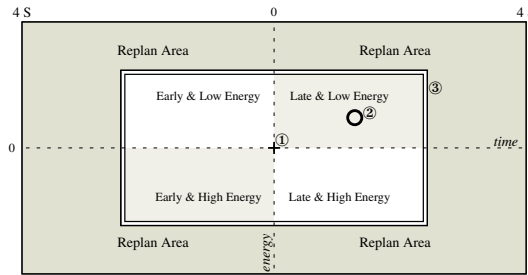 4 S 0 4
Replan Area Replan Area
③
Early & Low Energy Late & Low Energy
②
①
0 time
Early & High Energy Late & High Energy
Replan Area energy Replan Area